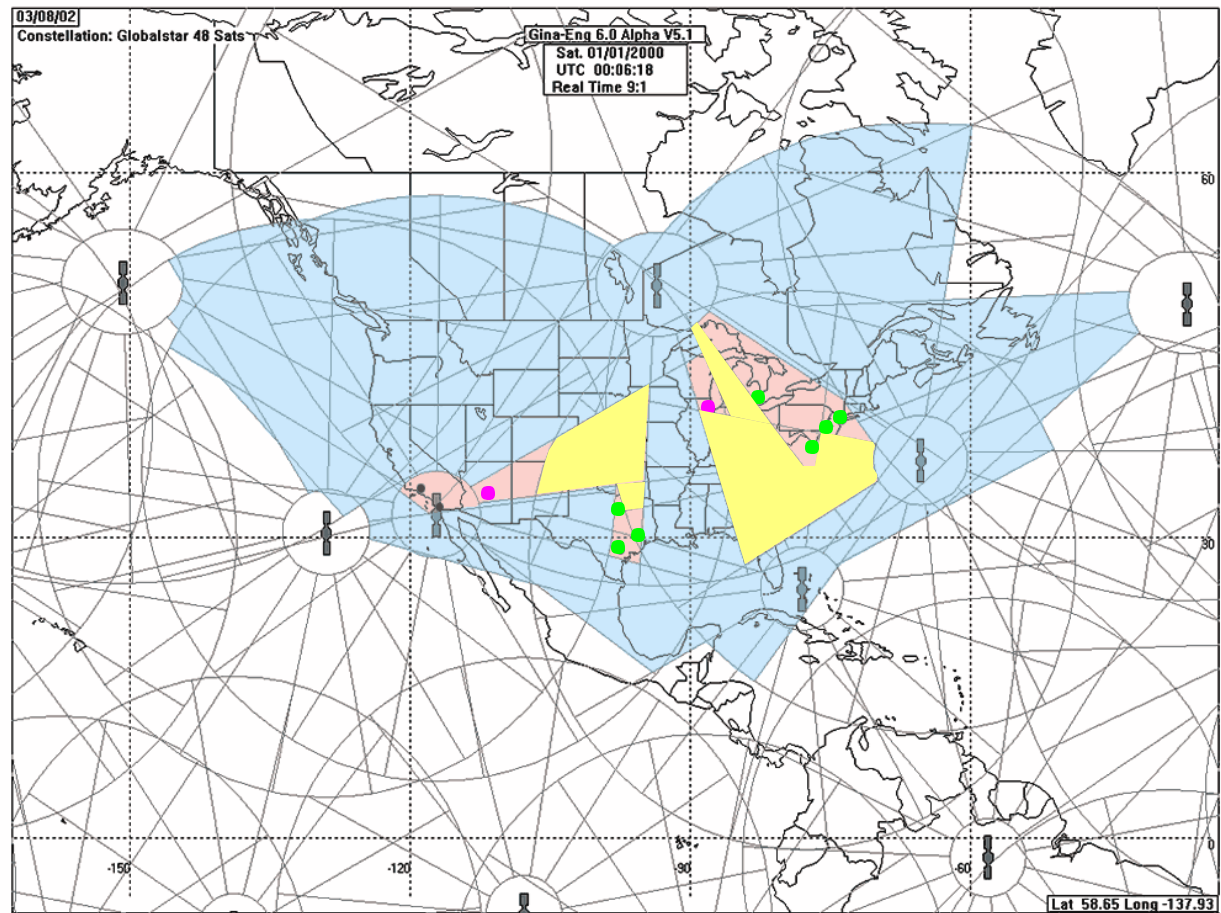 03/08/02
Constellation: Globalstar 48 Sats
Gina-Eng 6.0 Alpha V5.1
Sat. 01/01/2000
UTC 00:06:18
Real Time 9:1
60
30
0
-150
-120
-90
-60
Lat 58.65 Long -137.93